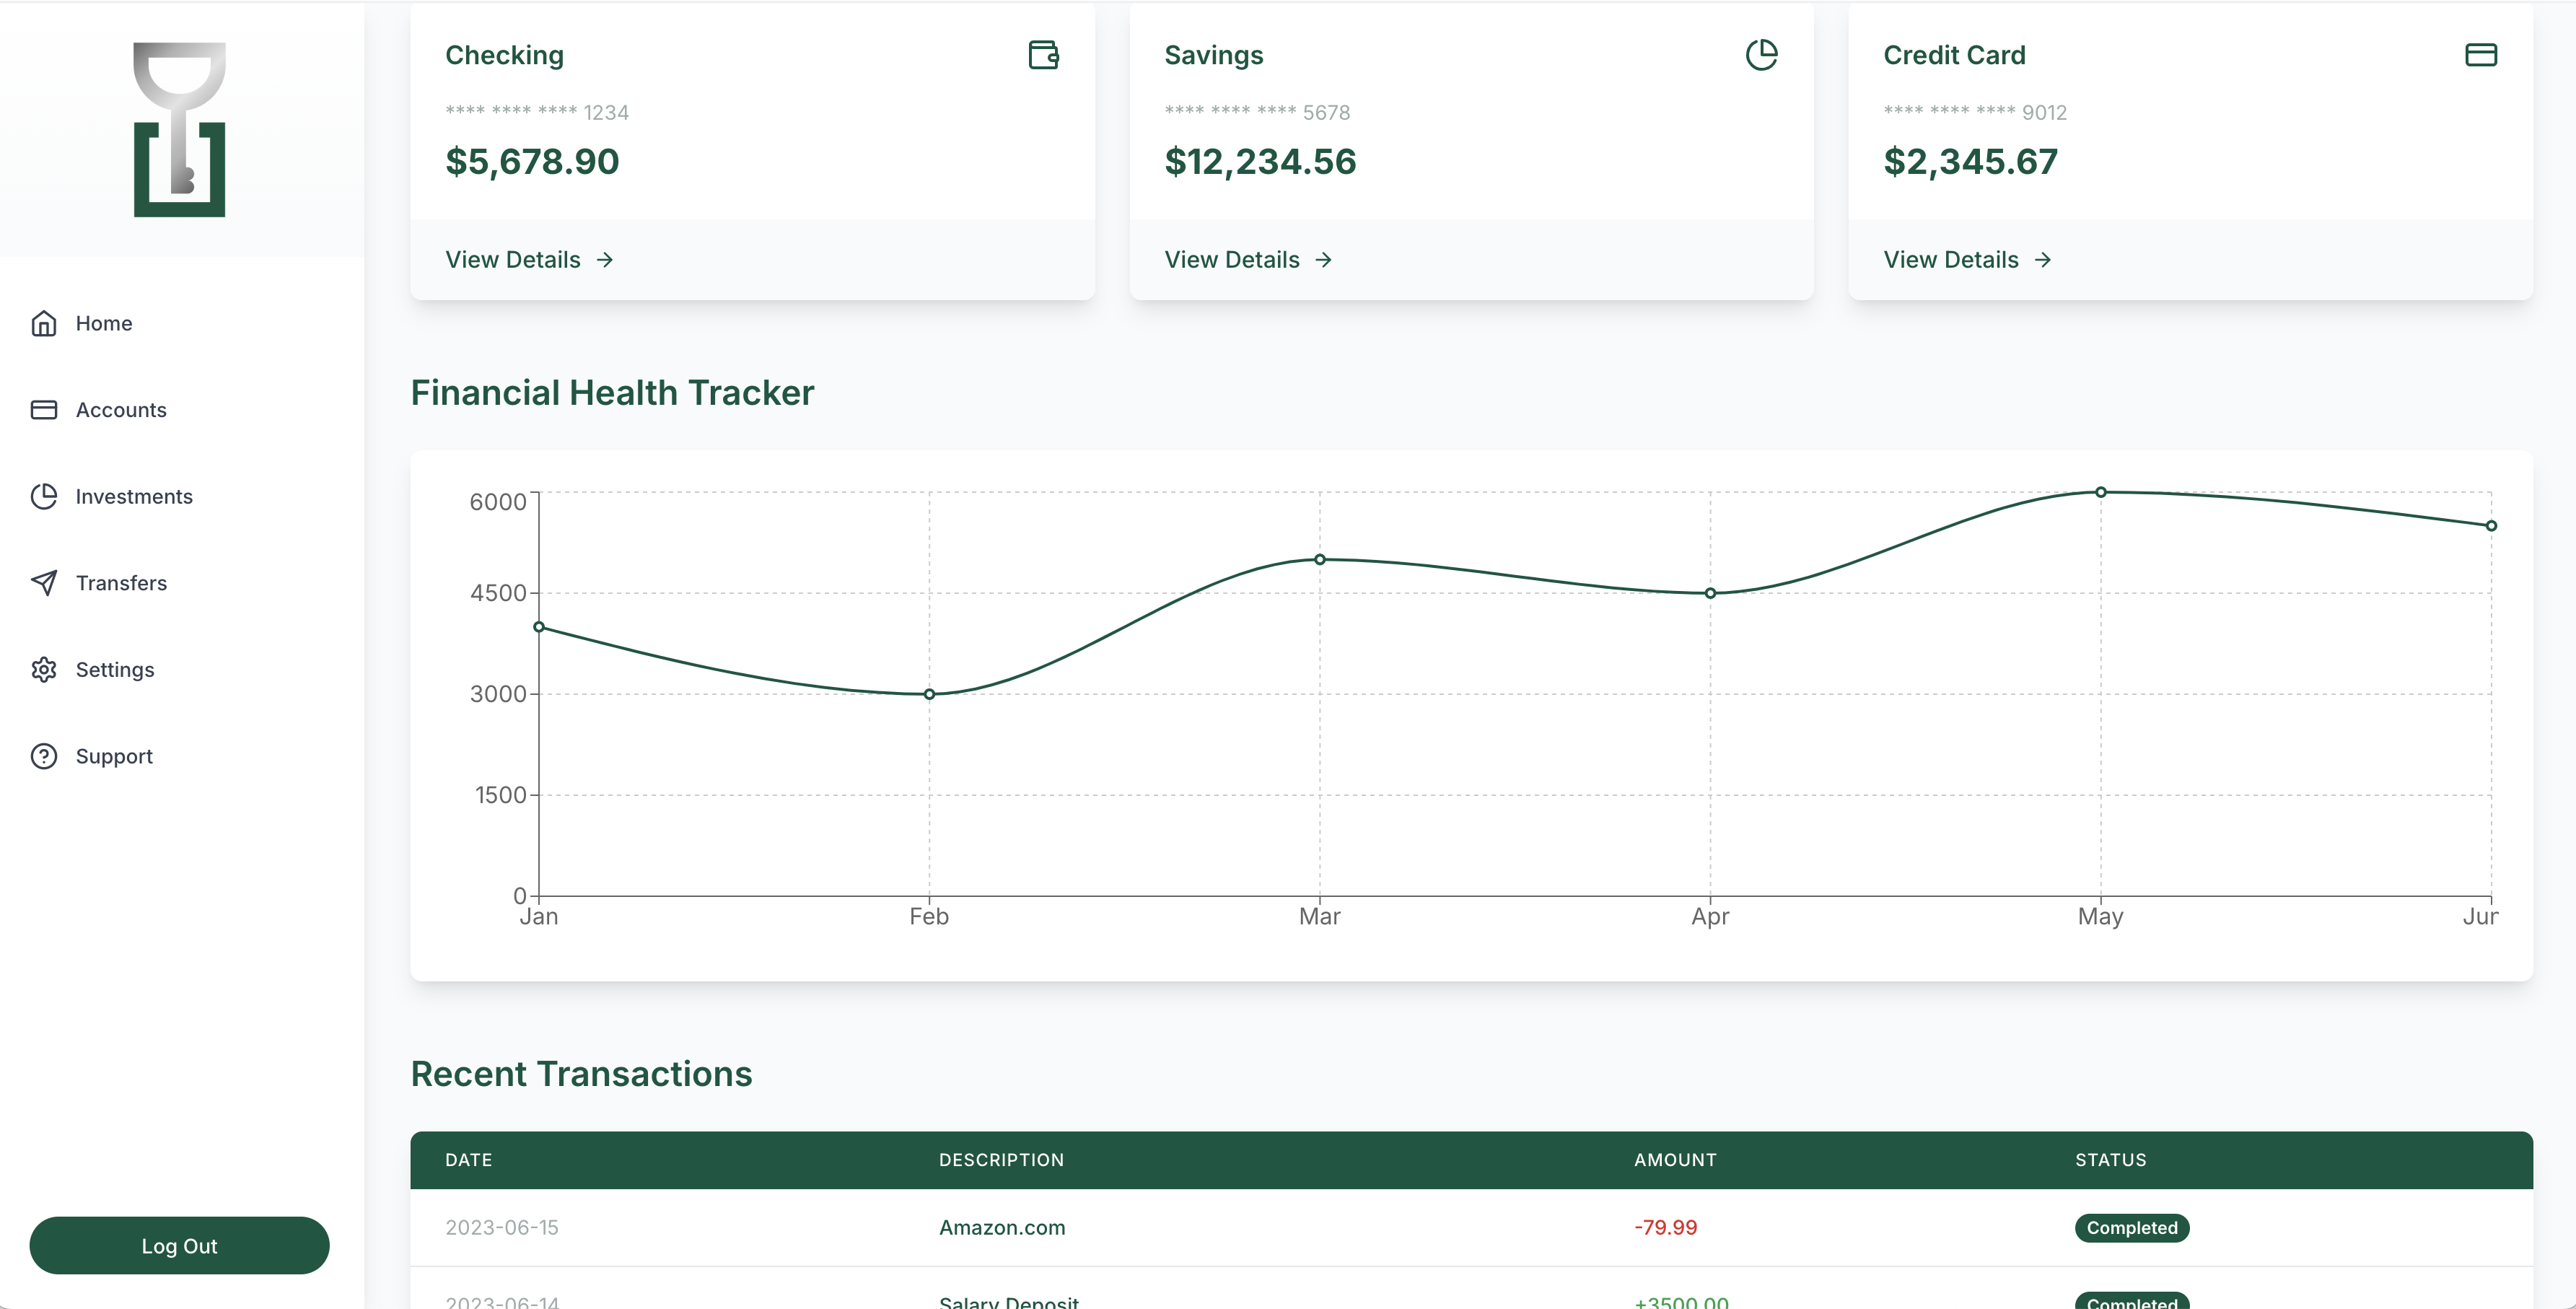 Checking
**** **** **** 1234
$5,678.90
View Details
Savings
**** **** **** 5678
$12,234.56
View Details
Credit Card
**** **** **** 9012
$2,345.67
View Details
Home
Accounts
Investments
Transfers
Settings
Support
Log Out
Financial Health Tracker
6000
4500
3000
1500
0
Jan Feb Mar Apr May Jun
Recent Transactions
DATE DESCRIPTION AMOUNT STATUS
2023-06-15 Amazon.com -79.99 Completed
2023-06-14 Salary Deposit +3500.00 Completed